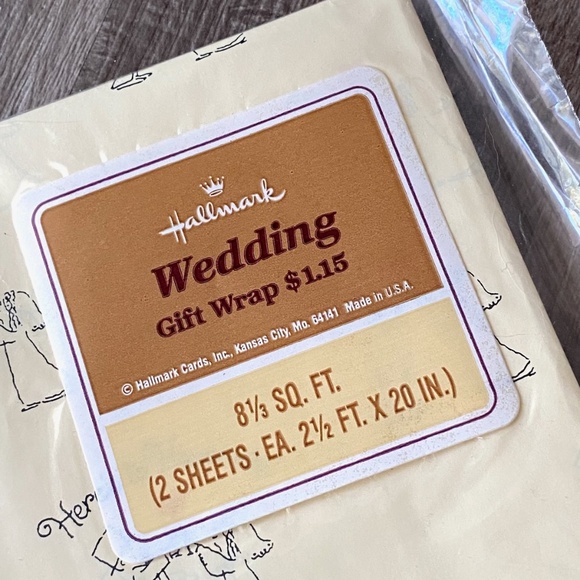 Hallmark
Wedding
Gift Wrap $1.15
© Hallmark Cards, Inc., Kansas City, Mo. 64141 Made in U.S.A.
8⅓ SQ. FT.
(2 SHEETS · EA. 2½ FT. X 20 IN.)